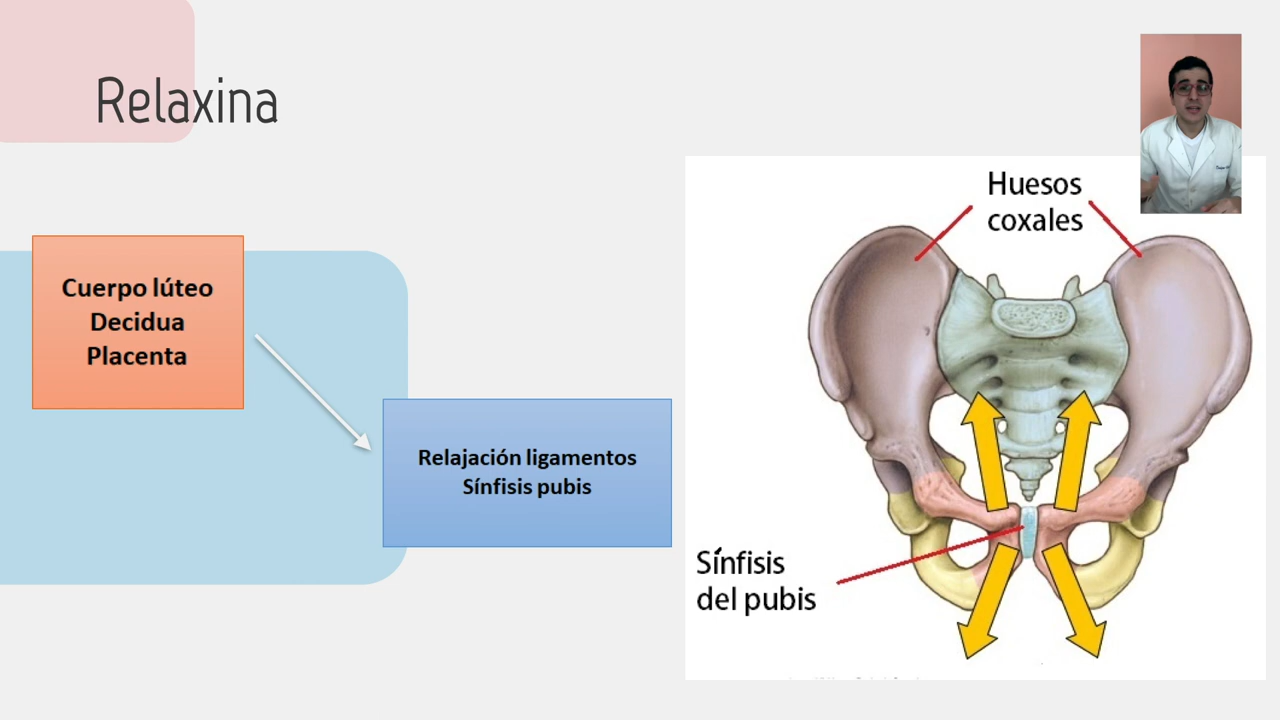 Relaxina
Cuerpo lúteo
Decidua
Placenta
Relajación ligamentos
Sínfisis pubis
Huesos
coxales
Sínfisis
del pubis